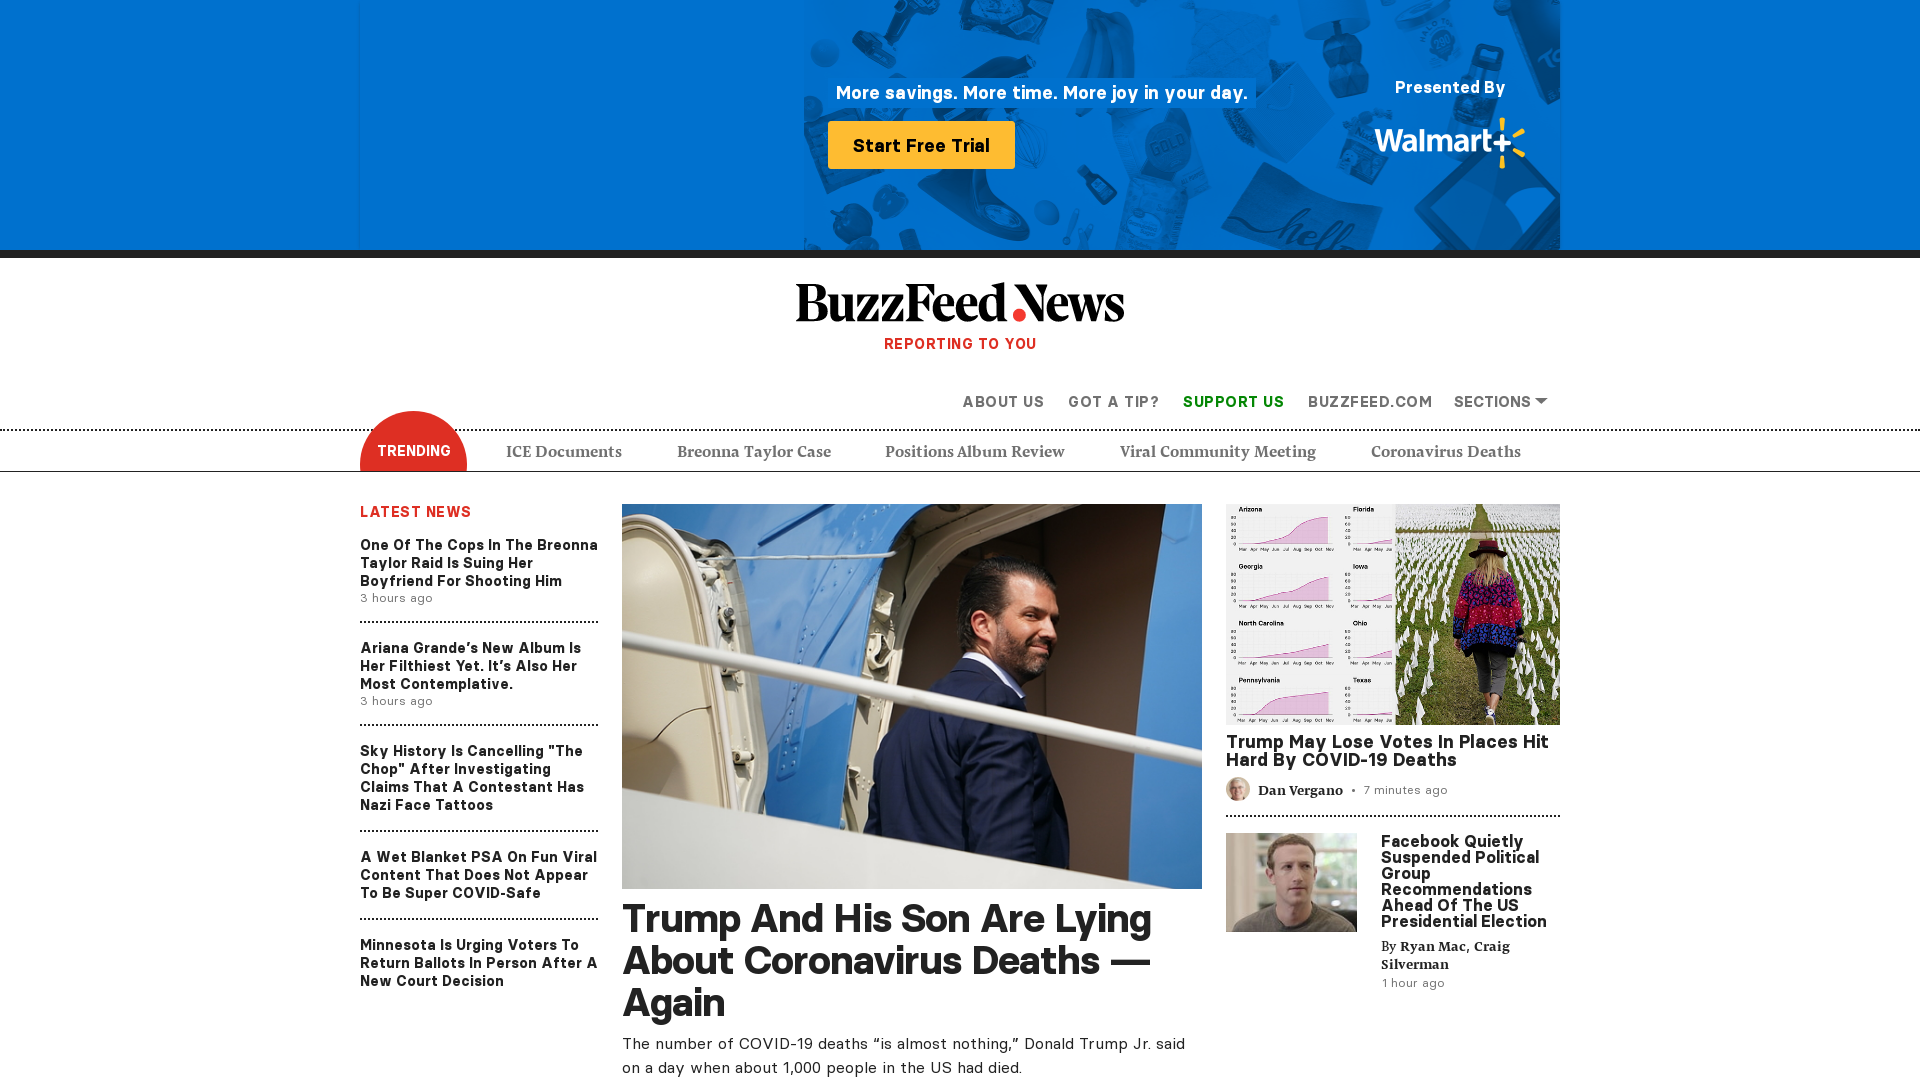 More savings. More time. More joy in your day.
Start Free Trial
Presented By
Walmart+
BuzzFeed.News
REPORTING TO YOU
ABOUT US
GOT A TIP?
SUPPORT US
BUZZFEED.COM
SECTIONS
TRENDING
ICE Documents
Breonna Taylor Case
Positions Album Review
Viral Community Meeting
Coronavirus Deaths
LATEST NEWS
One Of The Cops In The Breonna
Taylor Raid Is Suing Her
Boyfriend For Shooting Him
3 hours ago
Ariana Grande’s New Album Is
Her Filthiest Yet. It’s Also Her
Most Contemplative.
3 hours ago
Sky History Is Cancelling "The
Chop" After Investigating
Claims That A Contestant Has
Nazi Face Tattoos
A Wet Blanket PSA On Fun Viral
Content That Does Not Appear
To Be Super COVID-Safe
Minnesota Is Urging Voters To
Return Ballots In Person After A
New Court Decision
Trump And His Son Are Lying
About Coronavirus Deaths —
Again
The number of COVID-19 deaths “is almost nothing,” Donald Trump Jr. said
on a day when about 1,000 people in the US had died.
Arizona
Florida
Georgia
Iowa
North Carolina
Ohio
Pennsylvania
Texas
Trump May Lose Votes In Places Hit
Hard By COVID-19 Deaths
Dan Vergano • 7 minutes ago
Facebook Quietly
Suspended Political
Group
Recommendations
Ahead Of The US
Presidential Election
By Ryan Mac, Craig
Silverman
1 hour ago